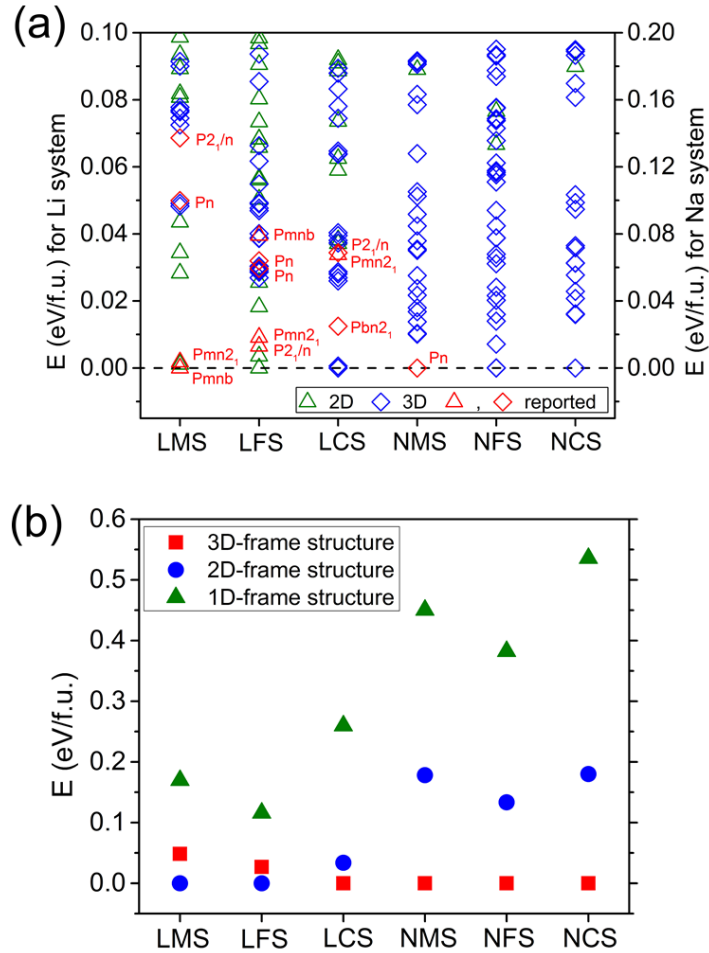 (a)
E (eV/f.u.) for Li system
0.10
0.08
0.06
0.04
0.02
0.00
P2₁/n
Pn
Pmn2₁
Pmnb
Pmnb
Pn
Pn
Pmn2₁
P2₁/n
P2₁/n
Pmn2₁
Pbn2₁
Pn
2D 3D , reported
LMS LFS LCS NMS NFS NCS
0.20
0.16
0.12
0.08
0.04
0.00
E (eV/f.u.) for Na system
(b)
E (eV/f.u.)
0.6
0.5
0.4
0.3
0.2
0.1
0.0
3D-frame structure
2D-frame structure
1D-frame structure
LMS LFS LCS NMS NFS NCS